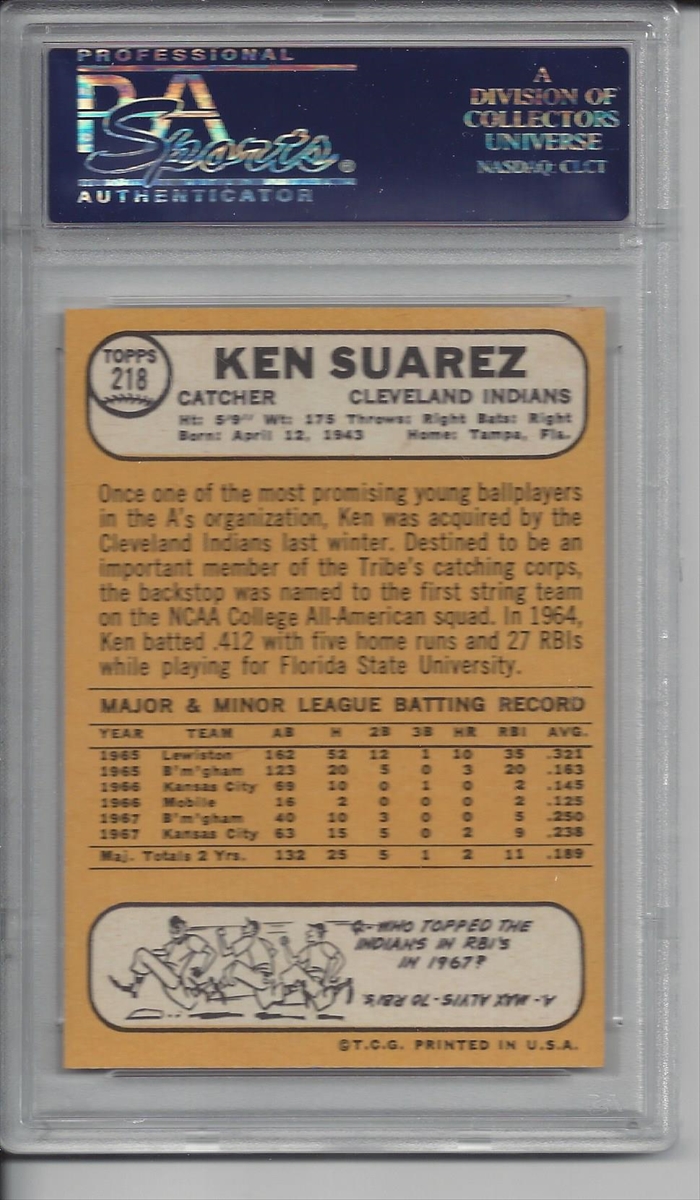 PROFESSIONAL
PSA
Sports®
AUTHENTICATOR
A
DIVISION OF
COLLECTORS
UNIVERSE
NASDAQ: CLCT
TOPPS
218
KEN SUAREZ
CATCHER CLEVELAND INDIANS
Ht: 5'9" Wt: 175 Throws: Right Bats: Right
Born: April 12, 1943 Home: Tampa, Fla.
Once one of the most promising young ballplayers
in the A's organization, Ken was acquired by the
Cleveland Indians last winter. Destined to be an
important member of the Tribe's catching corps,
the backstop was named to the first string team
on the NCAA College All-American squad. In 1964,
Ken batted .412 with five home runs and 27 RBIs
while playing for Florida State University.
MAJOR & MINOR LEAGUE BATTING RECORD
YEAR TEAM AB H 2B 3B HR RBI AVG.
1965 Lewiston 162 52 12 1 10 35 .321
1965 B'm'gham 123 20 5 0 3 20 .163
1966 Kansas City 69 10 0 1 0 2 .145
1966 Mobile 16 2 0 0 0 2 .125
1967 B'm'gham 40 10 3 0 0 5 .250
1967 Kansas City 63 15 5 0 2 9 .238
Maj. Totals 2 Yrs. 132 25 5 1 2 11 .189
Q-WHO TOPPED THE
INDIANS IN RBI'S
IN 1967?
A- MAX ALVIS-70 RBI'S.
©T.C.G. PRINTED IN U.S.A.